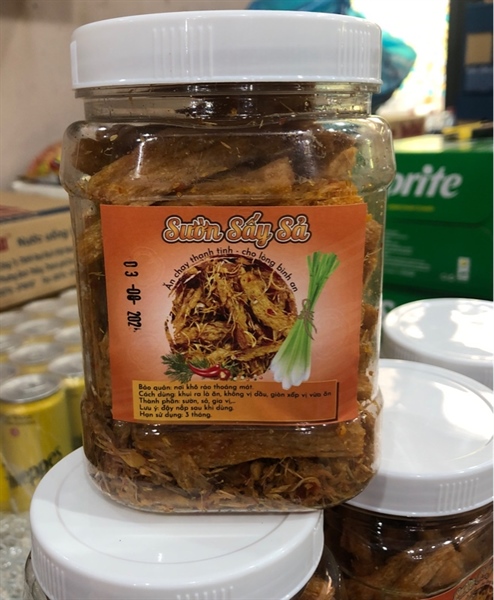 Sườn Sấy Sả
Ăn chay thanh tịnh - cho lòng bình an
03 -08- 202
Bảo quản: nơi khô ráo thoáng mát.
Cách dùng: khui ra là ăn, không vị dầu, giòn xốp vị vừa ăn
Thành phần: sườn, sả, gia vị,...
Lưu ý: đậy nắp sau khi dùng.
Hạn sử dụng: 3 tháng.
orite